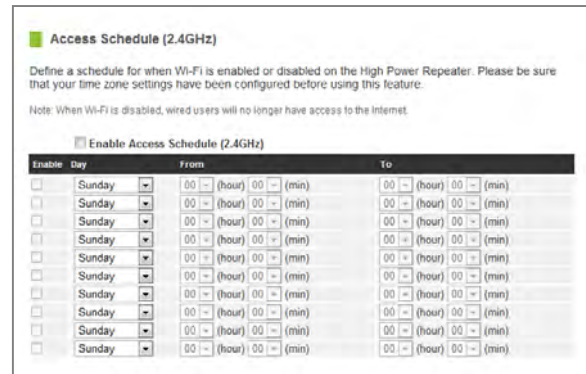 Access Schedule (2.4GHz)
Define a schedule for when Wi-Fi is enabled or disabled on the High Power Repeater. Please be sure
that your time zone settings have been configured before using this feature.
Note: When Wi-Fi is disabled, wired users will no longer have access to the Internet.
Enable Access Schedule (2.4GHz)
Enable Day From To
Sunday 00 (hour) 00 (min) 00 (hour) 00 (min)
Sunday 00 (hour) 00 (min) 00 (hour) 00 (min)
Sunday 00 (hour) 00 (min) 00 (hour) 00 (min)
Sunday 00 (hour) 00 (min) 00 (hour) 00 (min)
Sunday 00 (hour) 00 (min) 00 (hour) 00 (min)
Sunday 00 (hour) 00 (min) 00 (hour) 00 (min)
Sunday 00 (hour) 00 (min) 00 (hour) 00 (min)
Sunday 00 (hour) 00 (min) 00 (hour) 00 (min)
Sunday 00 (hour) 00 (min) 00 (hour) 00 (min)
Sunday 00 (hour) 00 (min) 00 (hour) 00 (min)